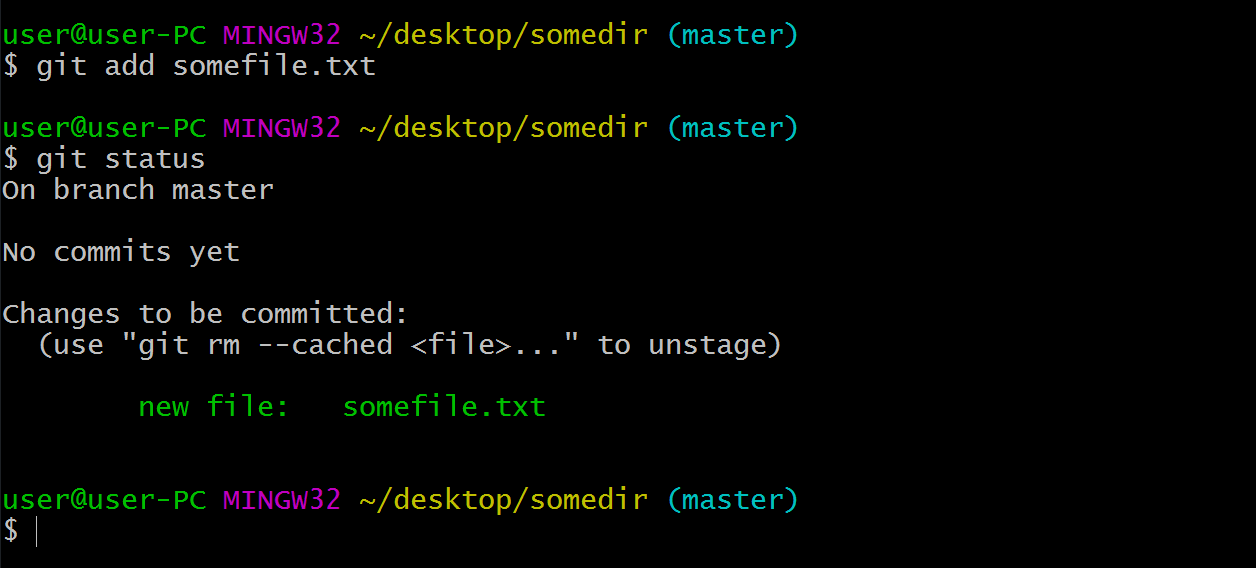 user@user-PC MINGW32 ~/desktop/somedir (master)
$ git add somefile.txt
user@user-PC MINGW32 ~/desktop/somedir (master)
$ git status
On branch master
No commits yet
Changes to be committed:
  (use "git rm --cached <file>..." to unstage)
        new file:   somefile.txt
user@user-PC MINGW32 ~/desktop/somedir (master)
$